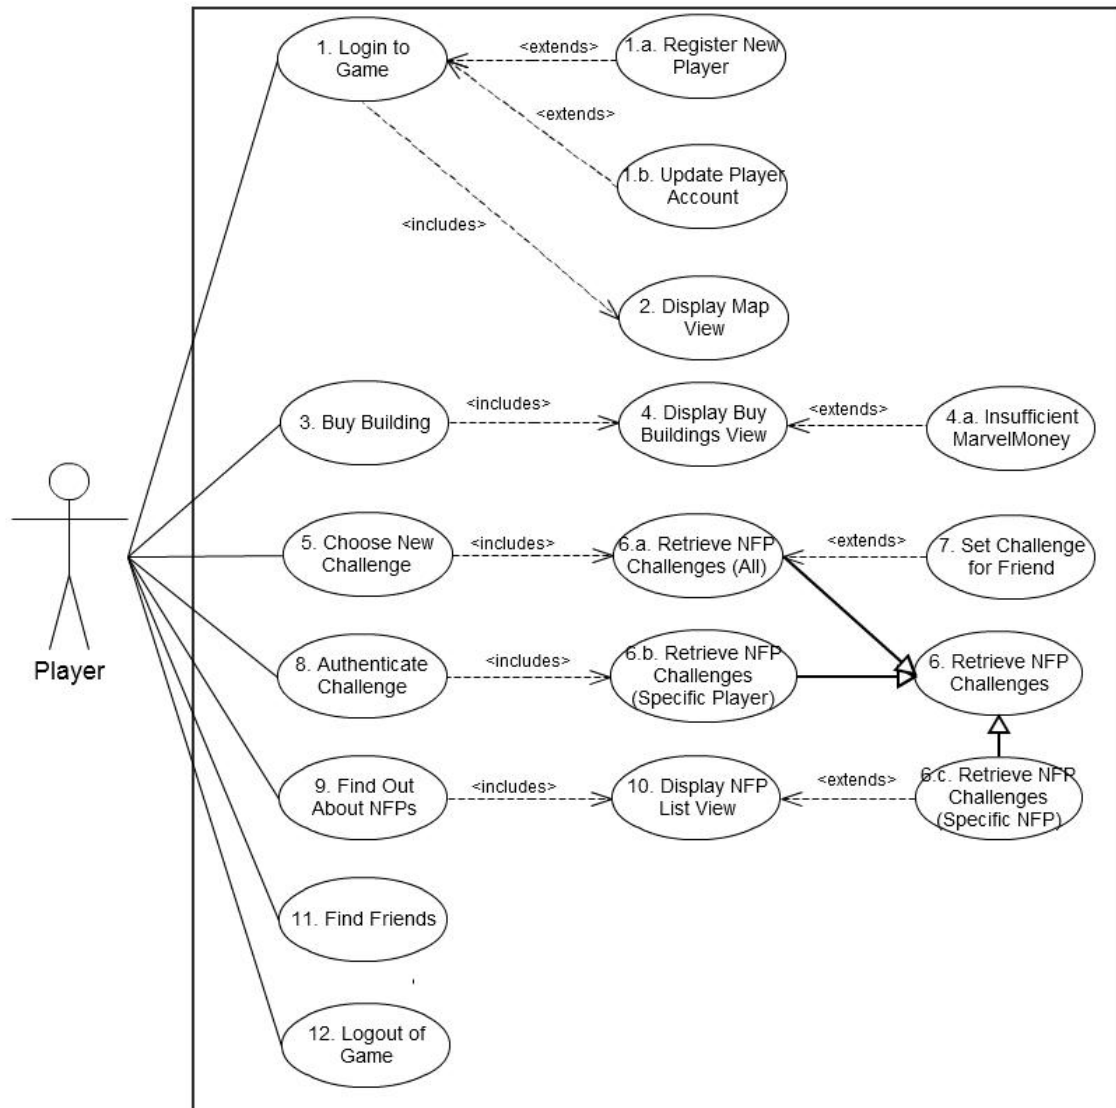 1. Login to
Game
<extends>
1.a. Register New
Player
<extends>
1.b. Update Player
Account
<includes>
2. Display Map
View
3. Buy Building
<includes>
4. Display Buy
Buildings View
<extends>
4.a. Insufficient
MarvelMoney
5. Choose New
Challenge
<includes>
6.a. Retrieve NFP
Challenges (All)
<extends>
7. Set Challenge
for Friend
Player
8. Authenticate
Challenge
<includes>
6.b. Retrieve NFP
Challenges
(Specific Player)
6. Retrieve NFP
Challenges
9. Find Out
About NFPs
<includes>
10. Display NFP
List View
<extends>
6.c. Retrieve NFP
Challenges
(Specific NFP)
11. Find Friends
12. Logout of
Game